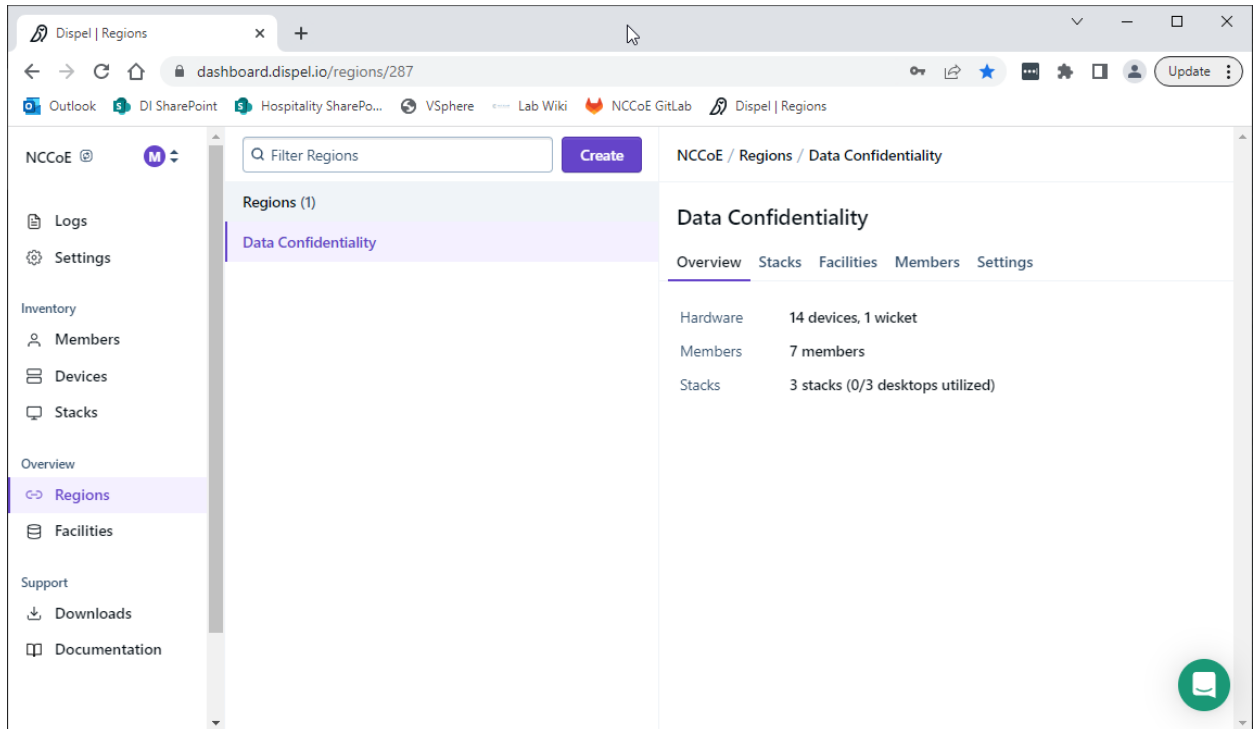 Dispel | Regions
dashboard.dispel.io/regions/287
Update
Outlook
DI SharePoint
Hospitality SharePo...
VSphere
Lab Wiki
NCCoE GitLab
Dispel | Regions
NCCoE
M
Logs
Settings
Inventory
Members
Devices
Stacks
Overview
Regions
Facilities
Support
Downloads
Documentation
Filter Regions
Create
Regions (1)
Data Confidentiality
NCCoE / Regions / Data Confidentiality
Data Confidentiality
Overview Stacks Facilities Members Settings
Hardware 14 devices, 1 wicket
Members 7 members
Stacks 3 stacks (0/3 desktops utilized)